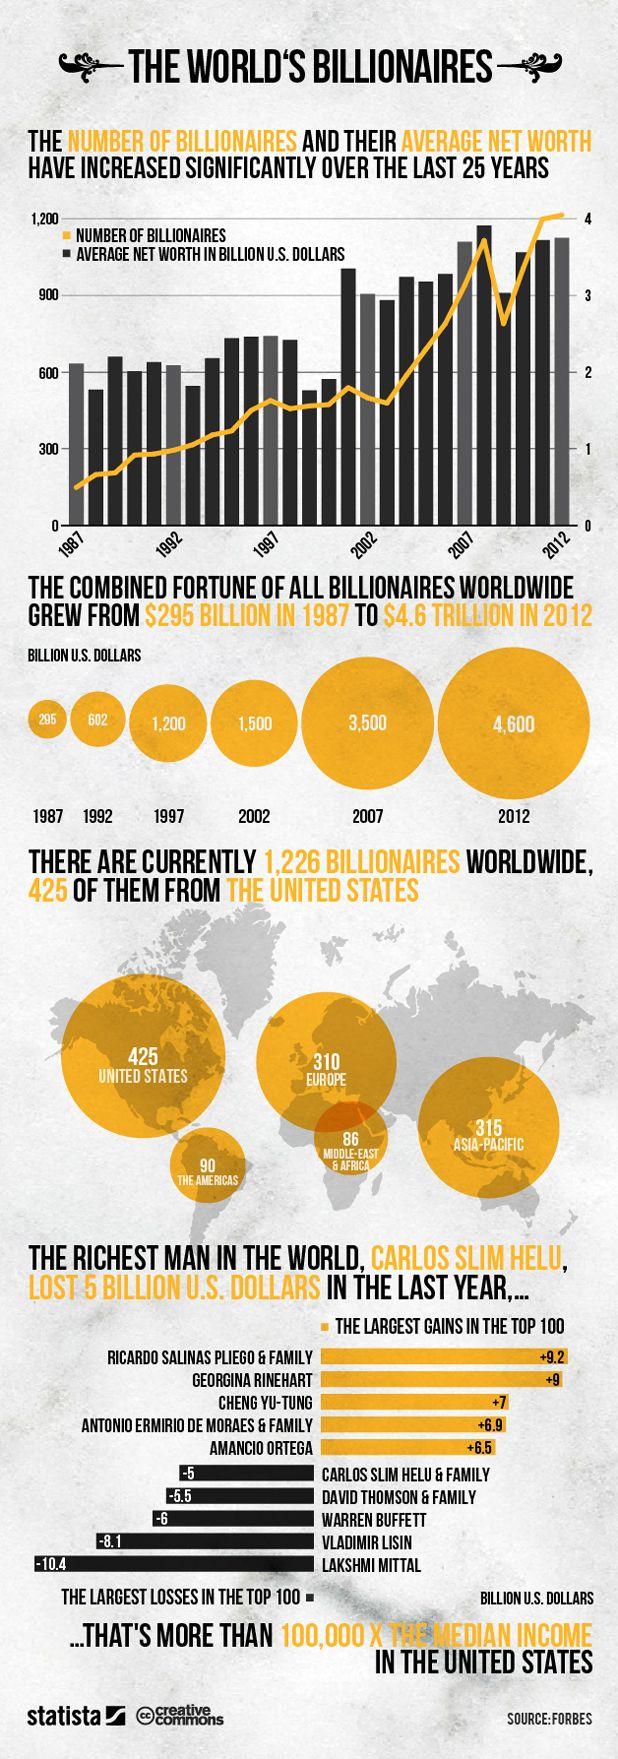 THE WORLD'S BILLIONAIRES
THE NUMBER OF BILLIONAIRES AND THEIR AVERAGE NET WORTH
HAVE INCREASED SIGNIFICANTLY OVER THE LAST 25 YEARS
1,200
4
NUMBER OF BILLIONAIRES
AVERAGE NET WORTH IN BILLION U.S. DOLLARS
900
3
600
2
300
1
0
0
1987
1992
1997
2002
2007
2012
THE COMBINED FORTUNE OF ALL BILLIONAIRES WORLDWIDE
GREW FROM $295 BILLION IN 1987 TO $4.6 TRILLION IN 2012
BILLION U.S. DOLLARS
295
602
1,200
1,500
3,500
4,600
1987
1992
1997
2002
2007
2012
THERE ARE CURRENTLY 1,226 BILLIONAIRES WORLDWIDE,
425 OF THEM FROM THE UNITED STATES
425
UNITED STATES
310
EUROPE
315
ASIA-PACIFIC
86
MIDDLE-EAST
& AFRICA
90
THE AMERICAS
THE RICHEST MAN IN THE WORLD, CARLOS SLIM HELU,
LOST 5 BILLION U.S. DOLLARS IN THE LAST YEAR,...
THE LARGEST GAINS IN THE TOP 100
RICARDO SALINAS PLIEGO & FAMILY +9.2
GEORGINA RINEHART +9
CHENG YU-TUNG +7
ANTONIO ERMIRIO DE MORAES & FAMILY +6.9
AMANCIO ORTEGA +6.5
-5 CARLOS SLIM HELU & FAMILY
-5.5 DAVID THOMSON & FAMILY
-6 WARREN BUFFETT
-8.1 VLADIMIR LISIN
-10.4 LAKSHMI MITTAL
THE LARGEST LOSSES IN THE TOP 100
BILLION U.S. DOLLARS
...THAT'S MORE THAN 100,000 X THE MEDIAN INCOME
IN THE UNITED STATES
statista
cc creative
commons
SOURCE: FORBES